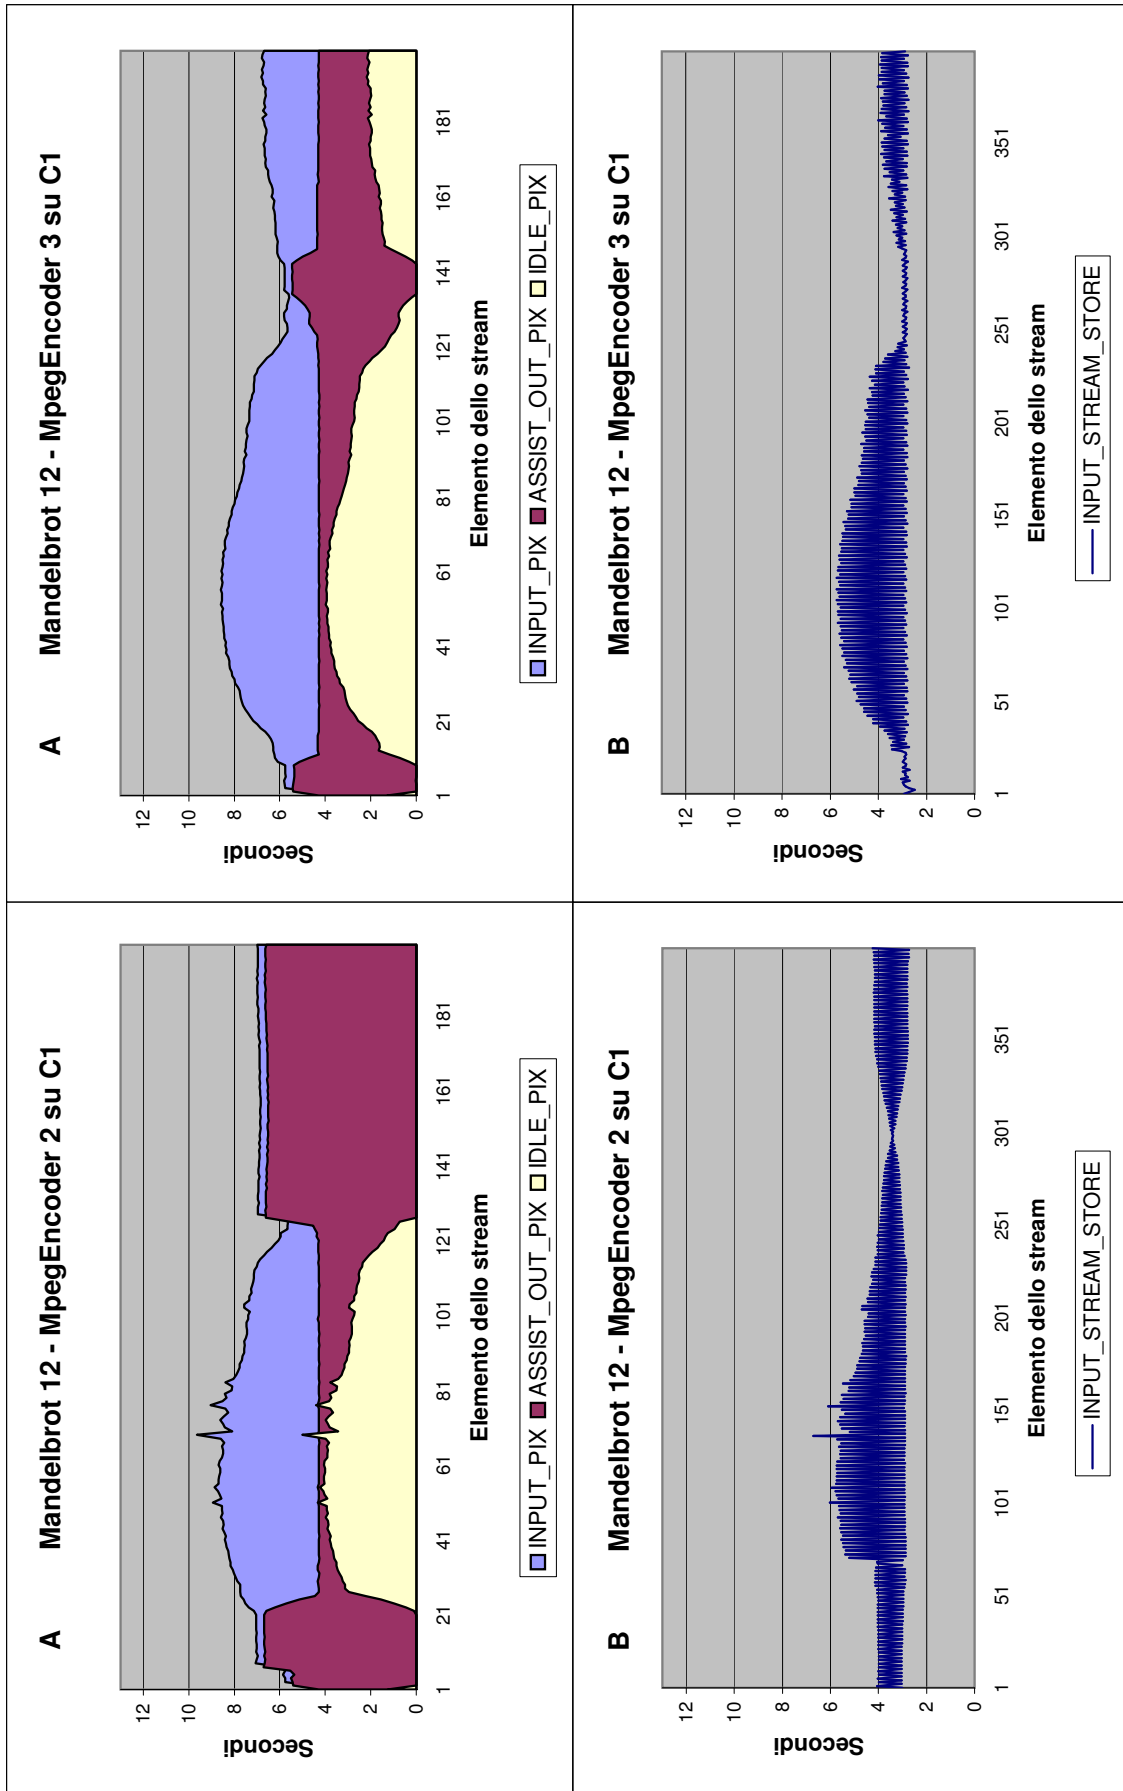 A Mandelbrot 12 - MpegEncoder 2 su C1
Secondi
12
10
8
6
4
2
0
1 21 41 61 81 101 121 141 161 181
Elemento dello stream
INPUT_PIX ASSIST_OUT_PIX IDLE_PIX
A Mandelbrot 12 - MpegEncoder 3 su C1
Secondi
12
10
8
6
4
2
0
1 21 41 61 81 101 121 141 161 181
Elemento dello stream
INPUT_PIX ASSIST_OUT_PIX IDLE_PIX
B Mandelbrot 12 - MpegEncoder 2 su C1
Secondi
12
10
8
6
4
2
0
1 51 101 151 201 251 301 351
Elemento dello stream
INPUT_STREAM_STORE
B Mandelbrot 12 - MpegEncoder 3 su C1
Secondi
12
10
8
6
4
2
0
1 51 101 151 201 251 301 351
Elemento dello stream
INPUT_STREAM_STORE